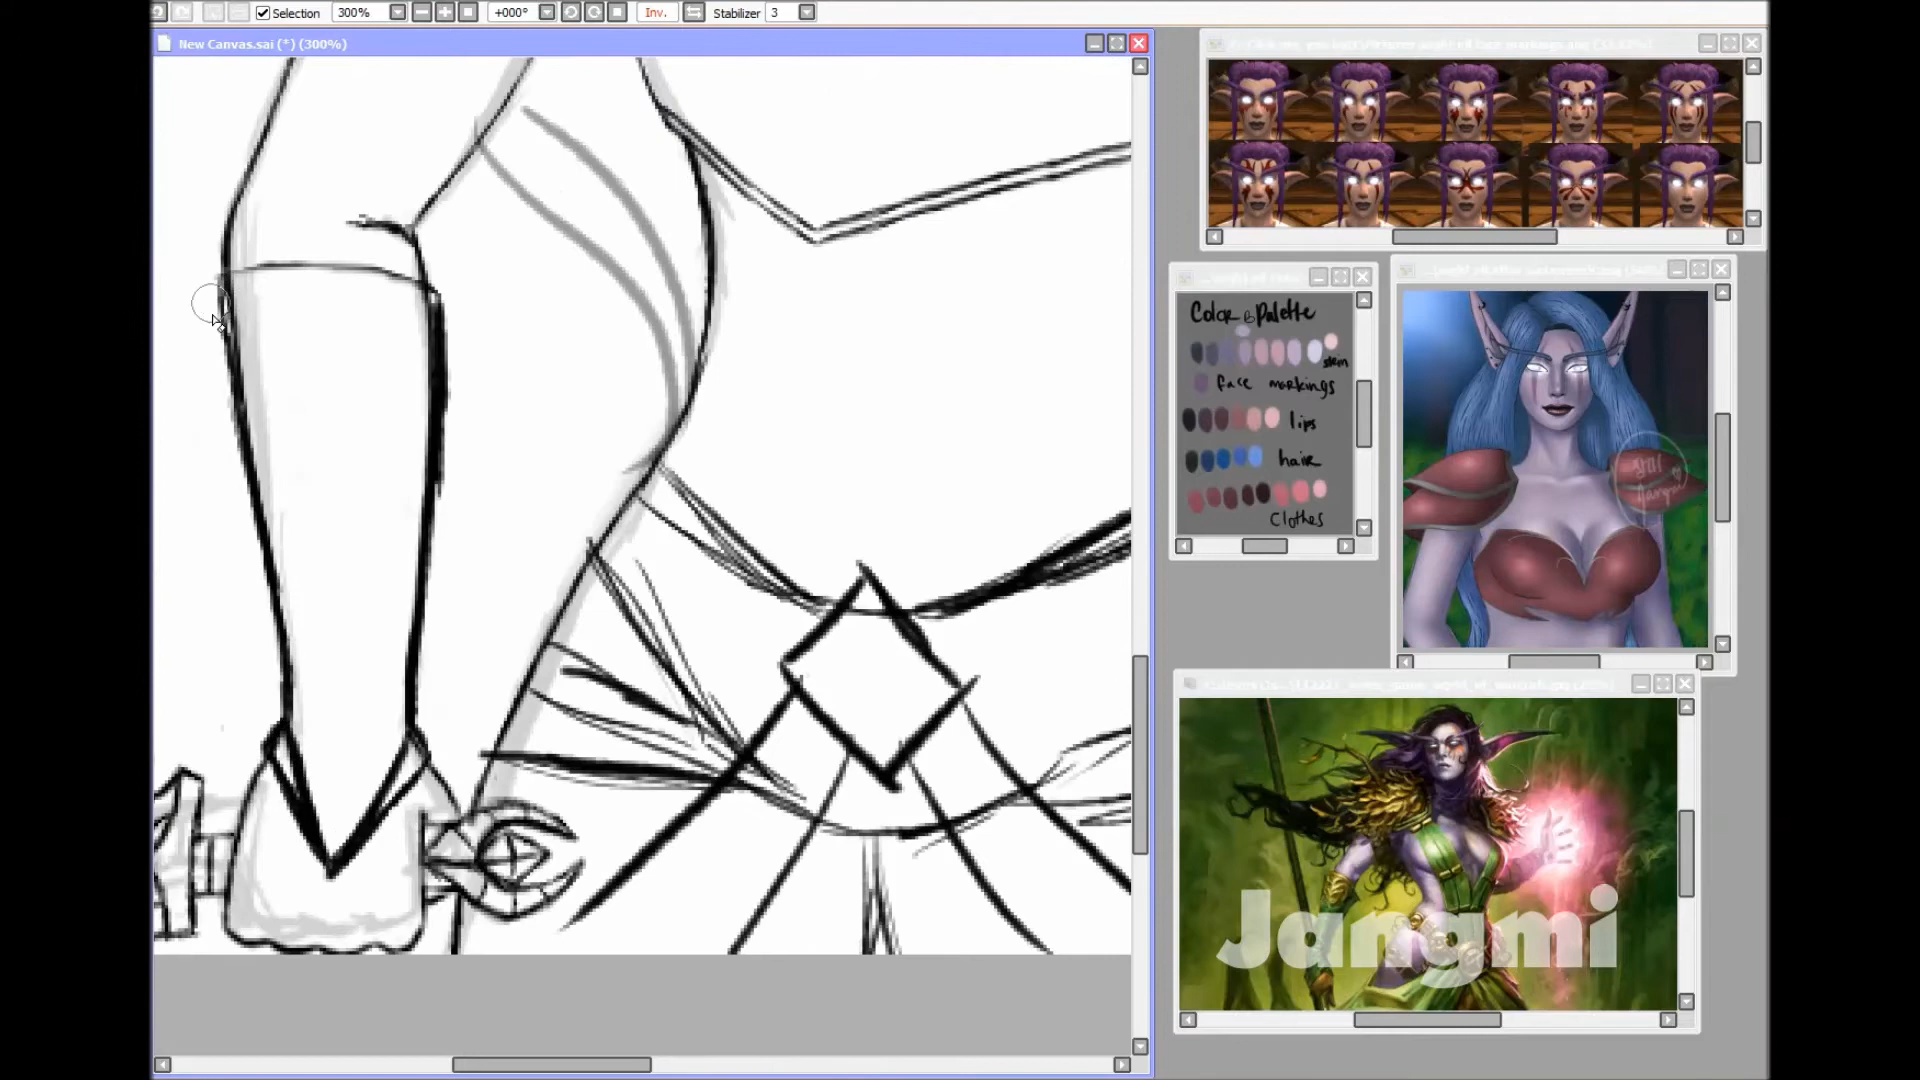 Selection 300% +000° Inv. Stabilizer 3
New Canvas.sai (*) (300%)
Color Palette
skin
face markings
lips
hair
clothes
Jangmi